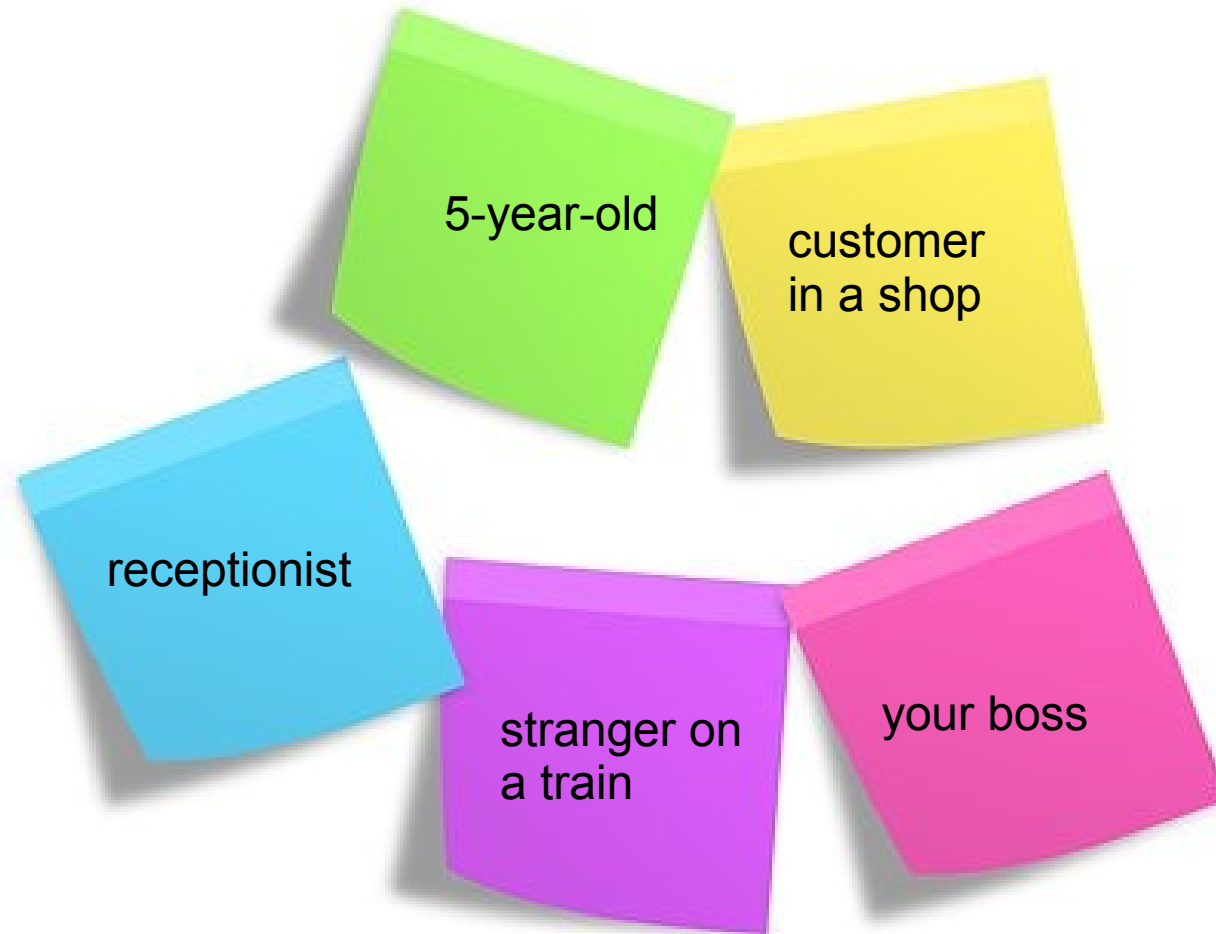 5-year-old
customer
in a shop
receptionist
stranger on
a train
your boss